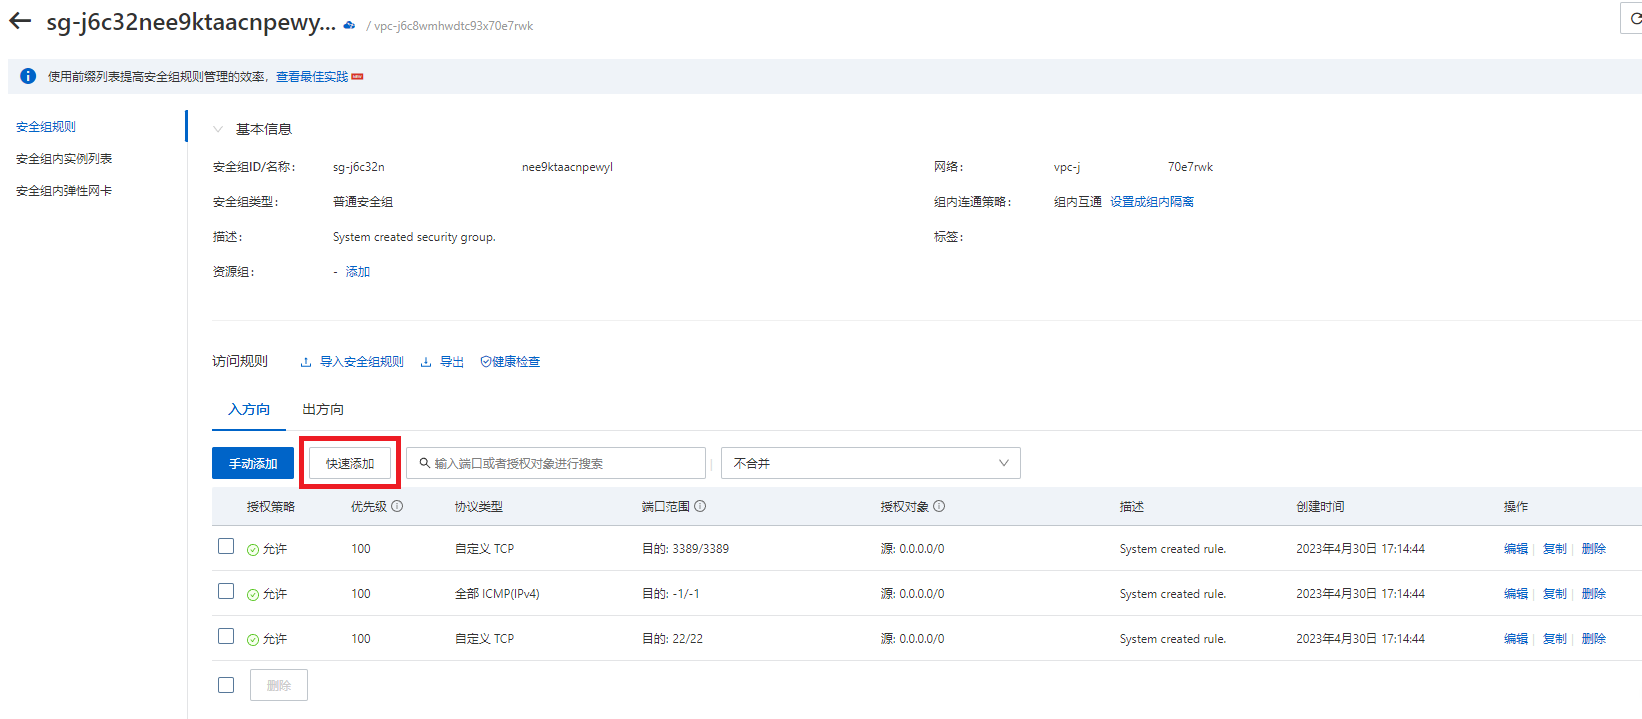 sg-j6c32nee9ktaacnpewy... / vpc-j6c8wmhwdtc93x70e7rwk
使用前缀列表提高安全组规则管理的效率，查看最佳实践
安全组规则
安全组内实例列表
安全组内弹性网卡
基本信息
安全组ID/名称： sg-j6c32n nee9ktaacnpewyl 网络： vpc-j 70e7rwk
安全组类型： 普通安全组 组内连通策略： 组内互通 设置成组内隔离
描述： System created security group. 标签：
资源组： - 添加
访问规则 导入安全组规则 导出 健康检查
入方向 出方向
手动添加 快速添加 输入端口或者授权对象进行搜索 不合并
授权策略 优先级 协议类型 端口范围 授权对象 描述 创建时间 操作
允许 100 自定义 TCP 目的: 3389/3389 源: 0.0.0.0/0 System created rule. 2023年4月30日 17:14:44 编辑 复制 删除
允许 100 全部 ICMP(IPv4) 目的: -1/-1 源: 0.0.0.0/0 System created rule. 2023年4月30日 17:14:44 编辑 复制 删除
允许 100 自定义 TCP 目的: 22/22 源: 0.0.0.0/0 System created rule. 2023年4月30日 17:14:44 编辑 复制 删除
删除